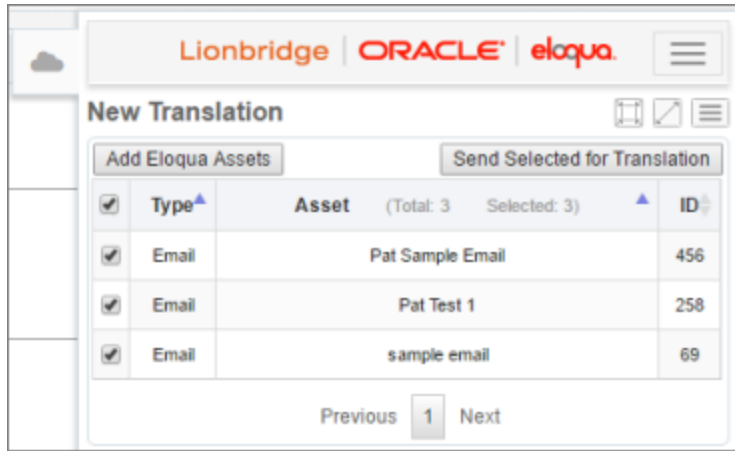 Lionbridge | ORACLE | eloqua.
New Translation
Add Eloqua Assets Send Selected for Translation
Type Asset (Total: 3 Selected: 3) ID
Email Pat Sample Email 456
Email Pat Test 1 258
Email sample email 69
Previous 1 Next